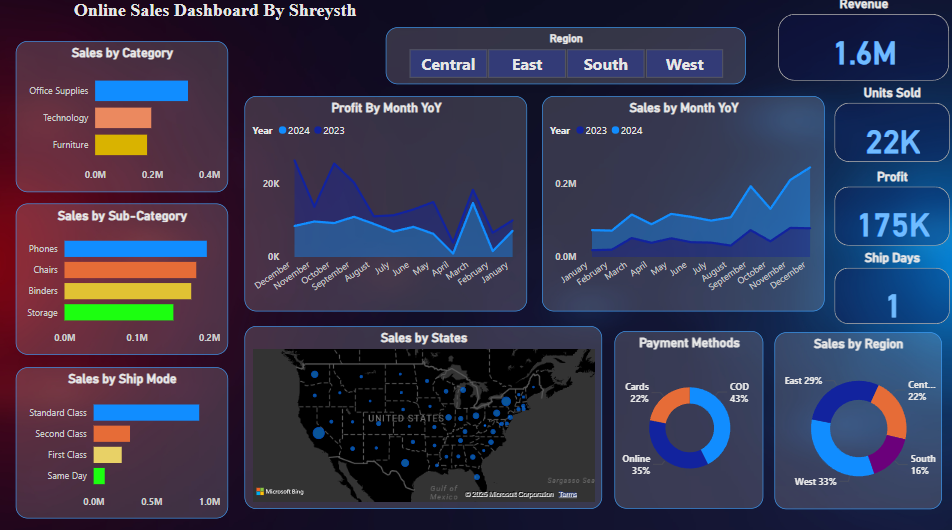 Online Sales Dashboard By Shreysth
Revenue
1.6M
Region
Central East South West
Sales by Category
Office Supplies
Technology
Furniture
0.0M 0.2M 0.4M
Profit By Month YoY
Year 2024 2023
20K
0K
December November October September August July June May April March February January
Sales by Month YoY
Year 2023 2024
0.2M
0.0M
January February March April May June July August September October November December
Units Sold
22K
Profit
175K
Ship Days
1
Sales by Sub-Category
Phones
Chairs
Binders
Storage
0.0M 0.1M 0.2M
Sales by Ship Mode
Standard Class
Second Class
First Class
Same Day
0.0M 0.5M 1.0M
Sales by States
UNITED STATES
Gulf of
Mexico
Sargasso Sea
Microsoft Bing
© 2025 Microsoft Corporation Terms
Payment Methods
Cards
22%
COD
43%
Online
35%
Sales by Region
East 29%
Cent...
22%
South
16%
West 33%